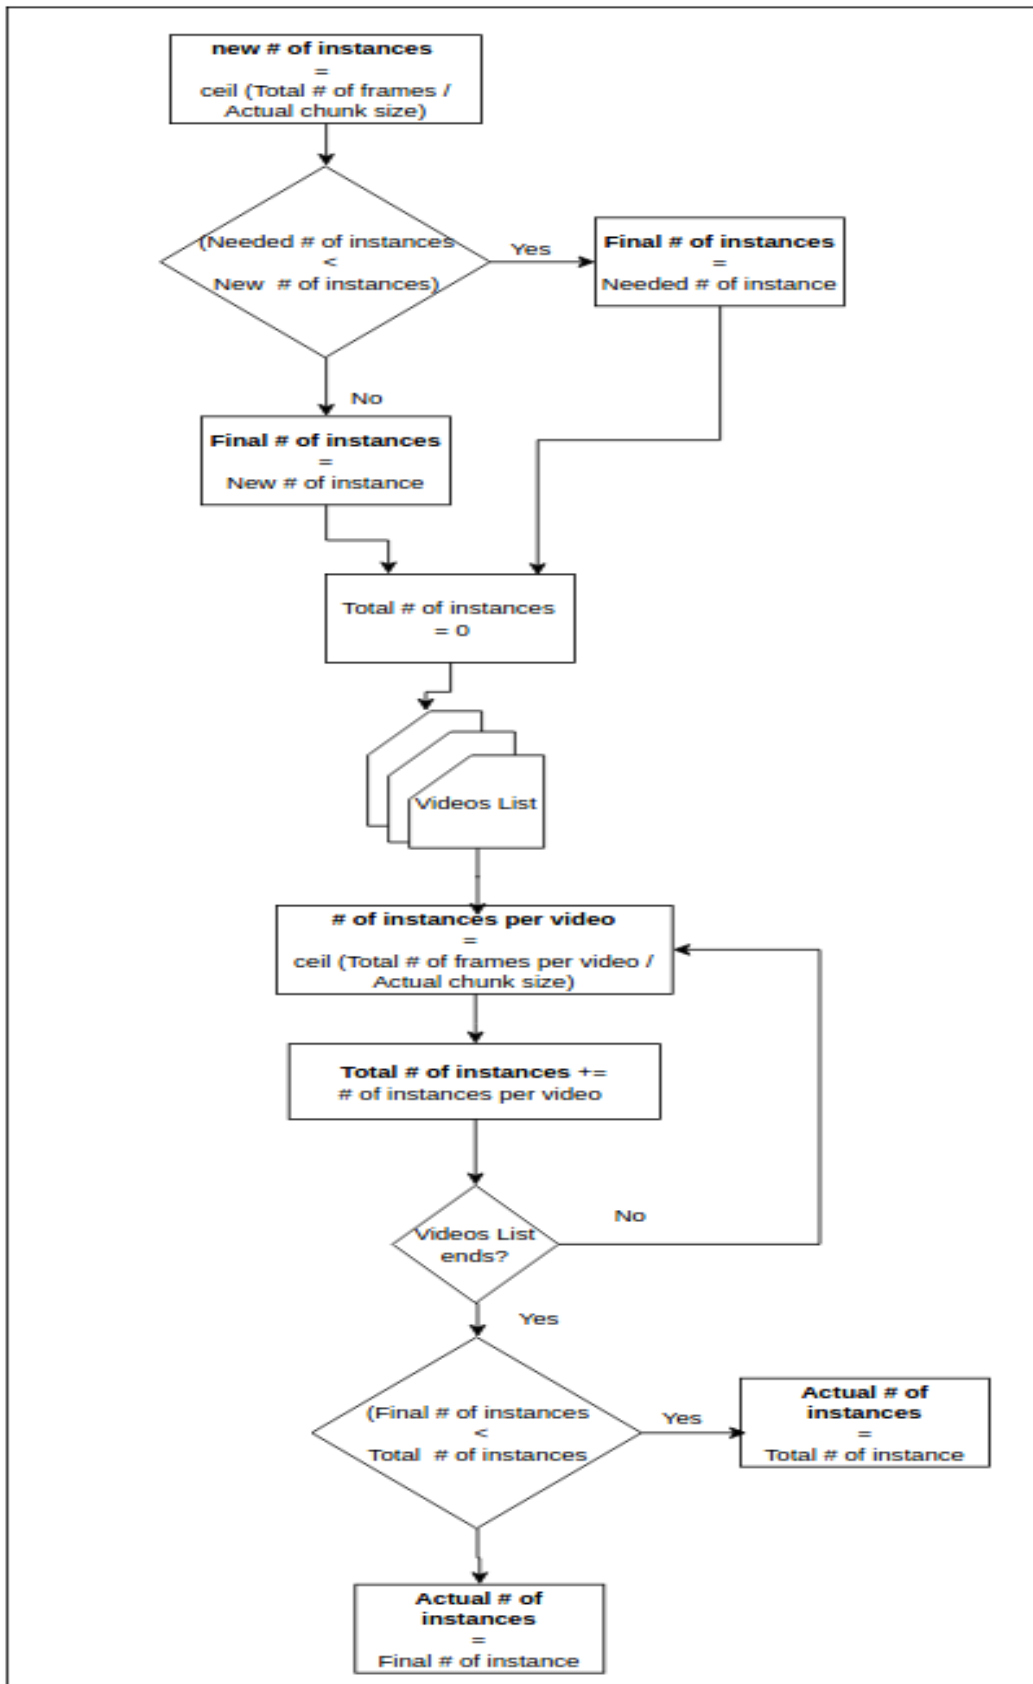 new # of instances
=
ceil (Total # of frames /
Actual chunk size)
(Needed # of instances
<
New # of instances)
Yes
Final # of instances
=
Needed # of instance
No
Final # of instances
=
New # of instance
Total # of instances
= 0
Videos List
# of instances per video
=
ceil (Total # of frames per video /
Actual chunk size)
Total # of instances +=
# of instances per video
Videos List
ends?
No
Yes
(Final # of instances
<
Total # of instances
Yes
Actual # of
instances
=
Total # of instance
Actual # of
instances
=
Final # of instance